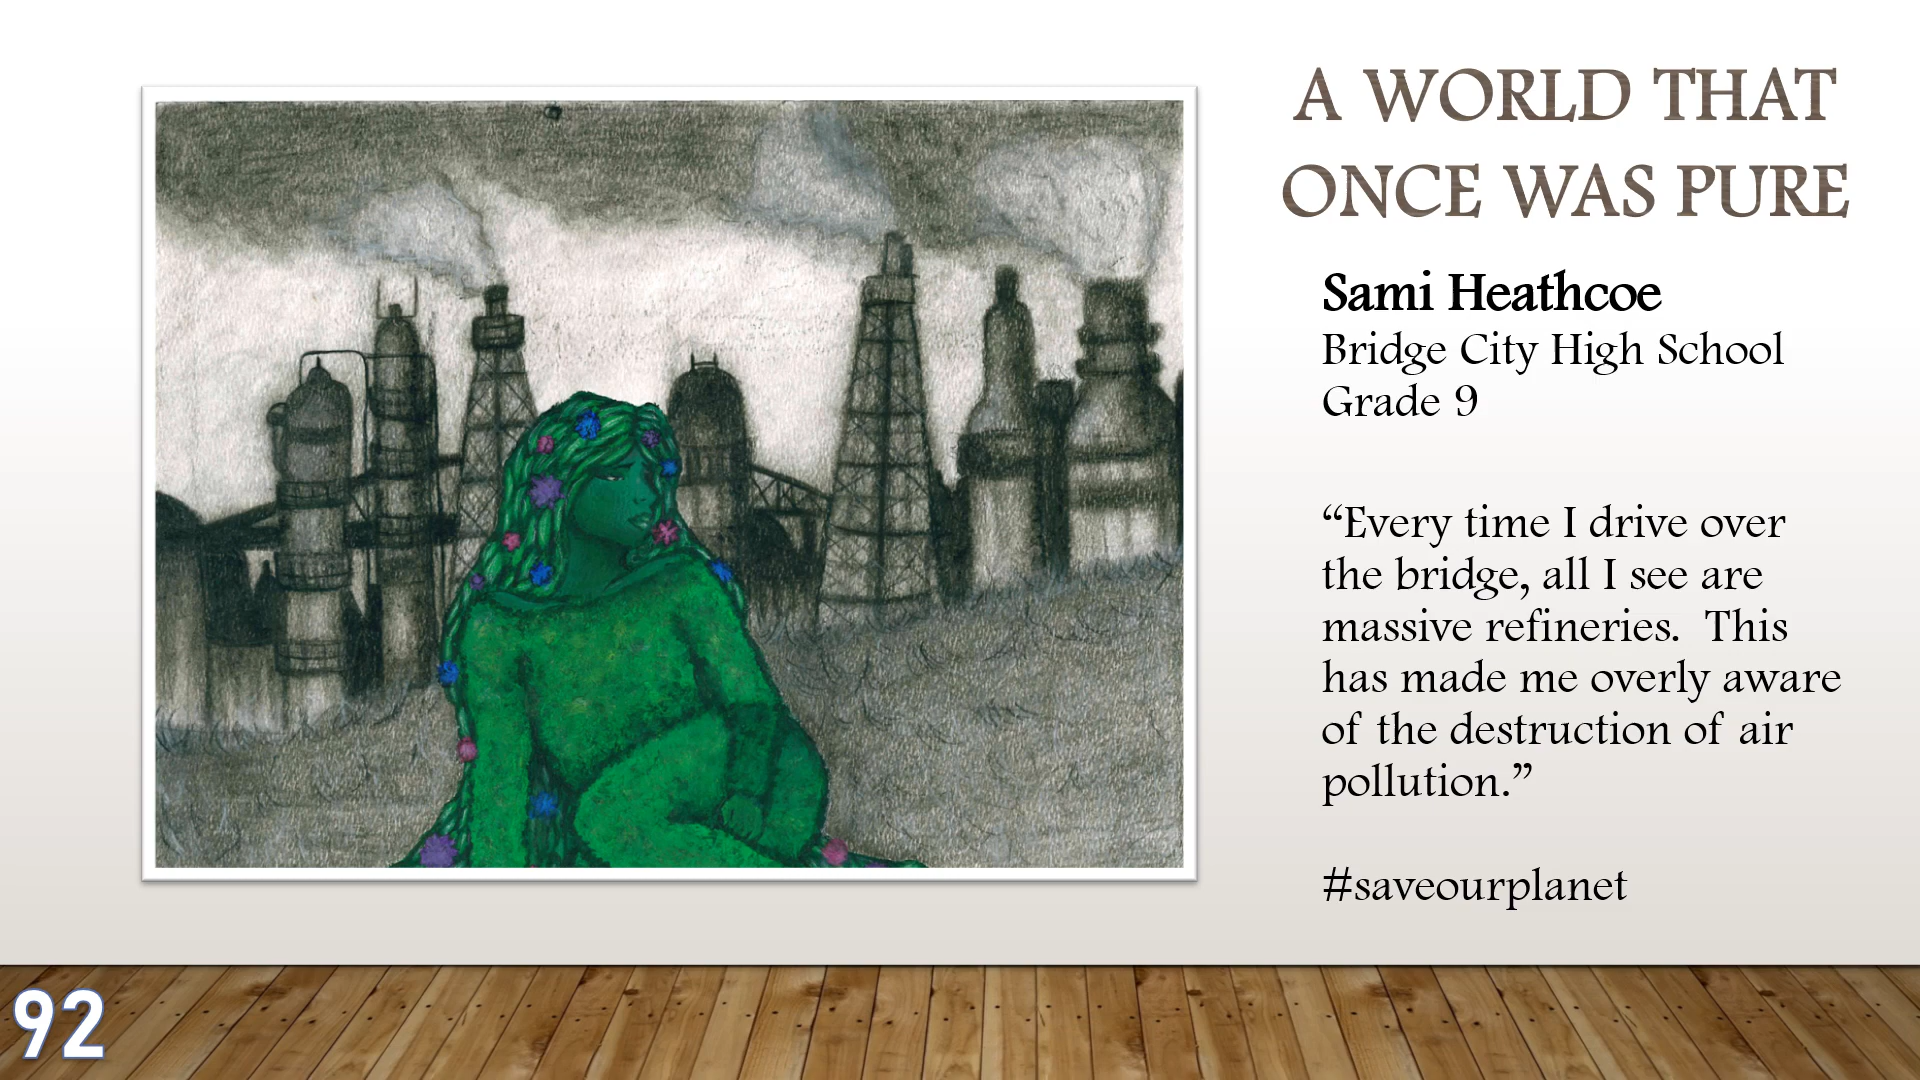 A WORLD THAT
ONCE WAS PURE
Sami Heathcoe
Bridge City High School
Grade 9
“Every time I drive over
the bridge, all I see are
massive refineries.  This
has made me overly aware
of the destruction of air
pollution.”
#saveourplanet
92